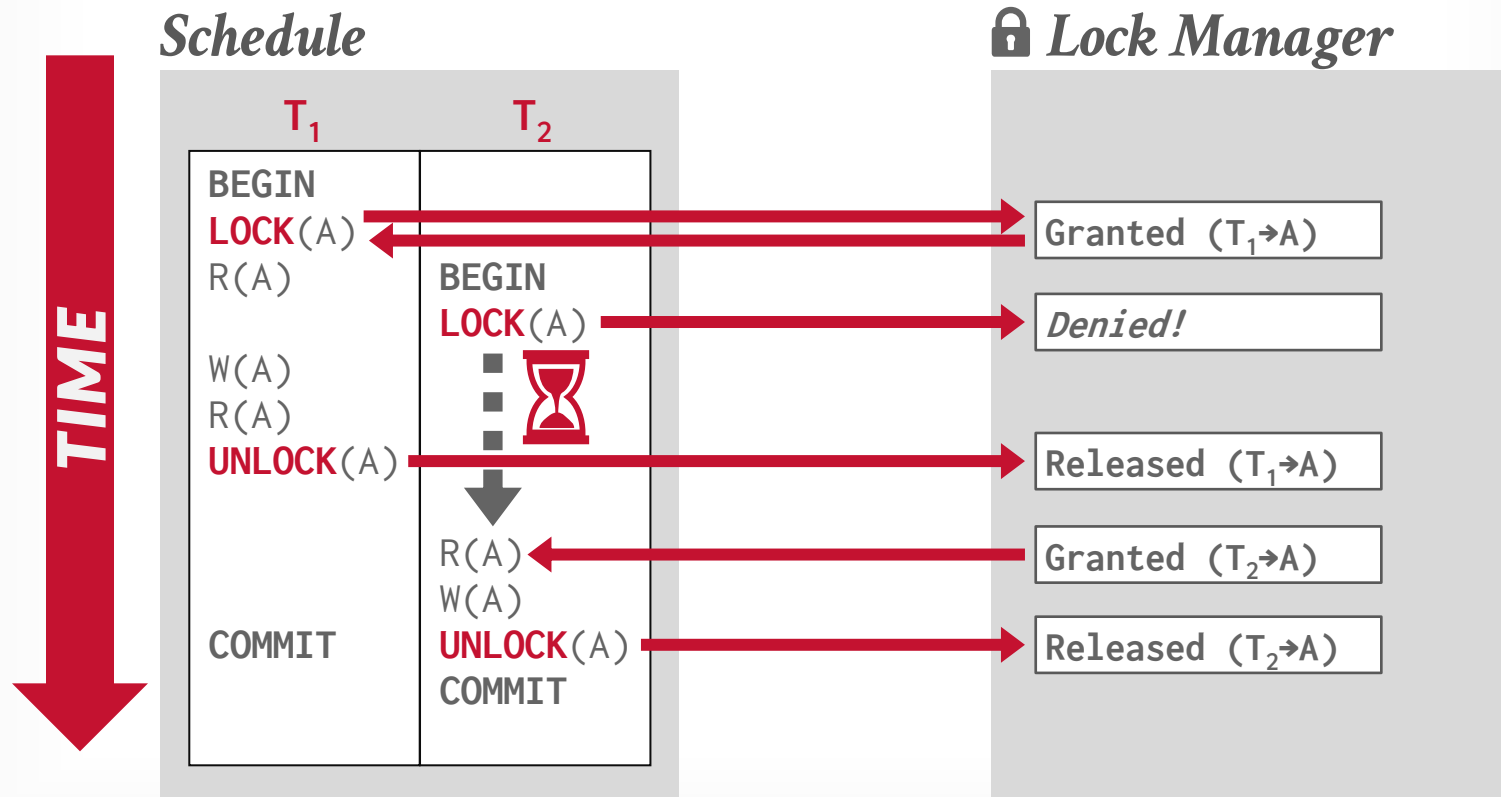 Schedule
Lock Manager
TIME
T1 T2
BEGIN
LOCK(A)
R(A)
W(A)
R(A)
UNLOCK(A)
COMMIT
BEGIN
LOCK(A)
R(A)
W(A)
UNLOCK(A)
COMMIT
Granted (T1→A)
Denied!
Released (T1→A)
Granted (T2→A)
Released (T2→A)